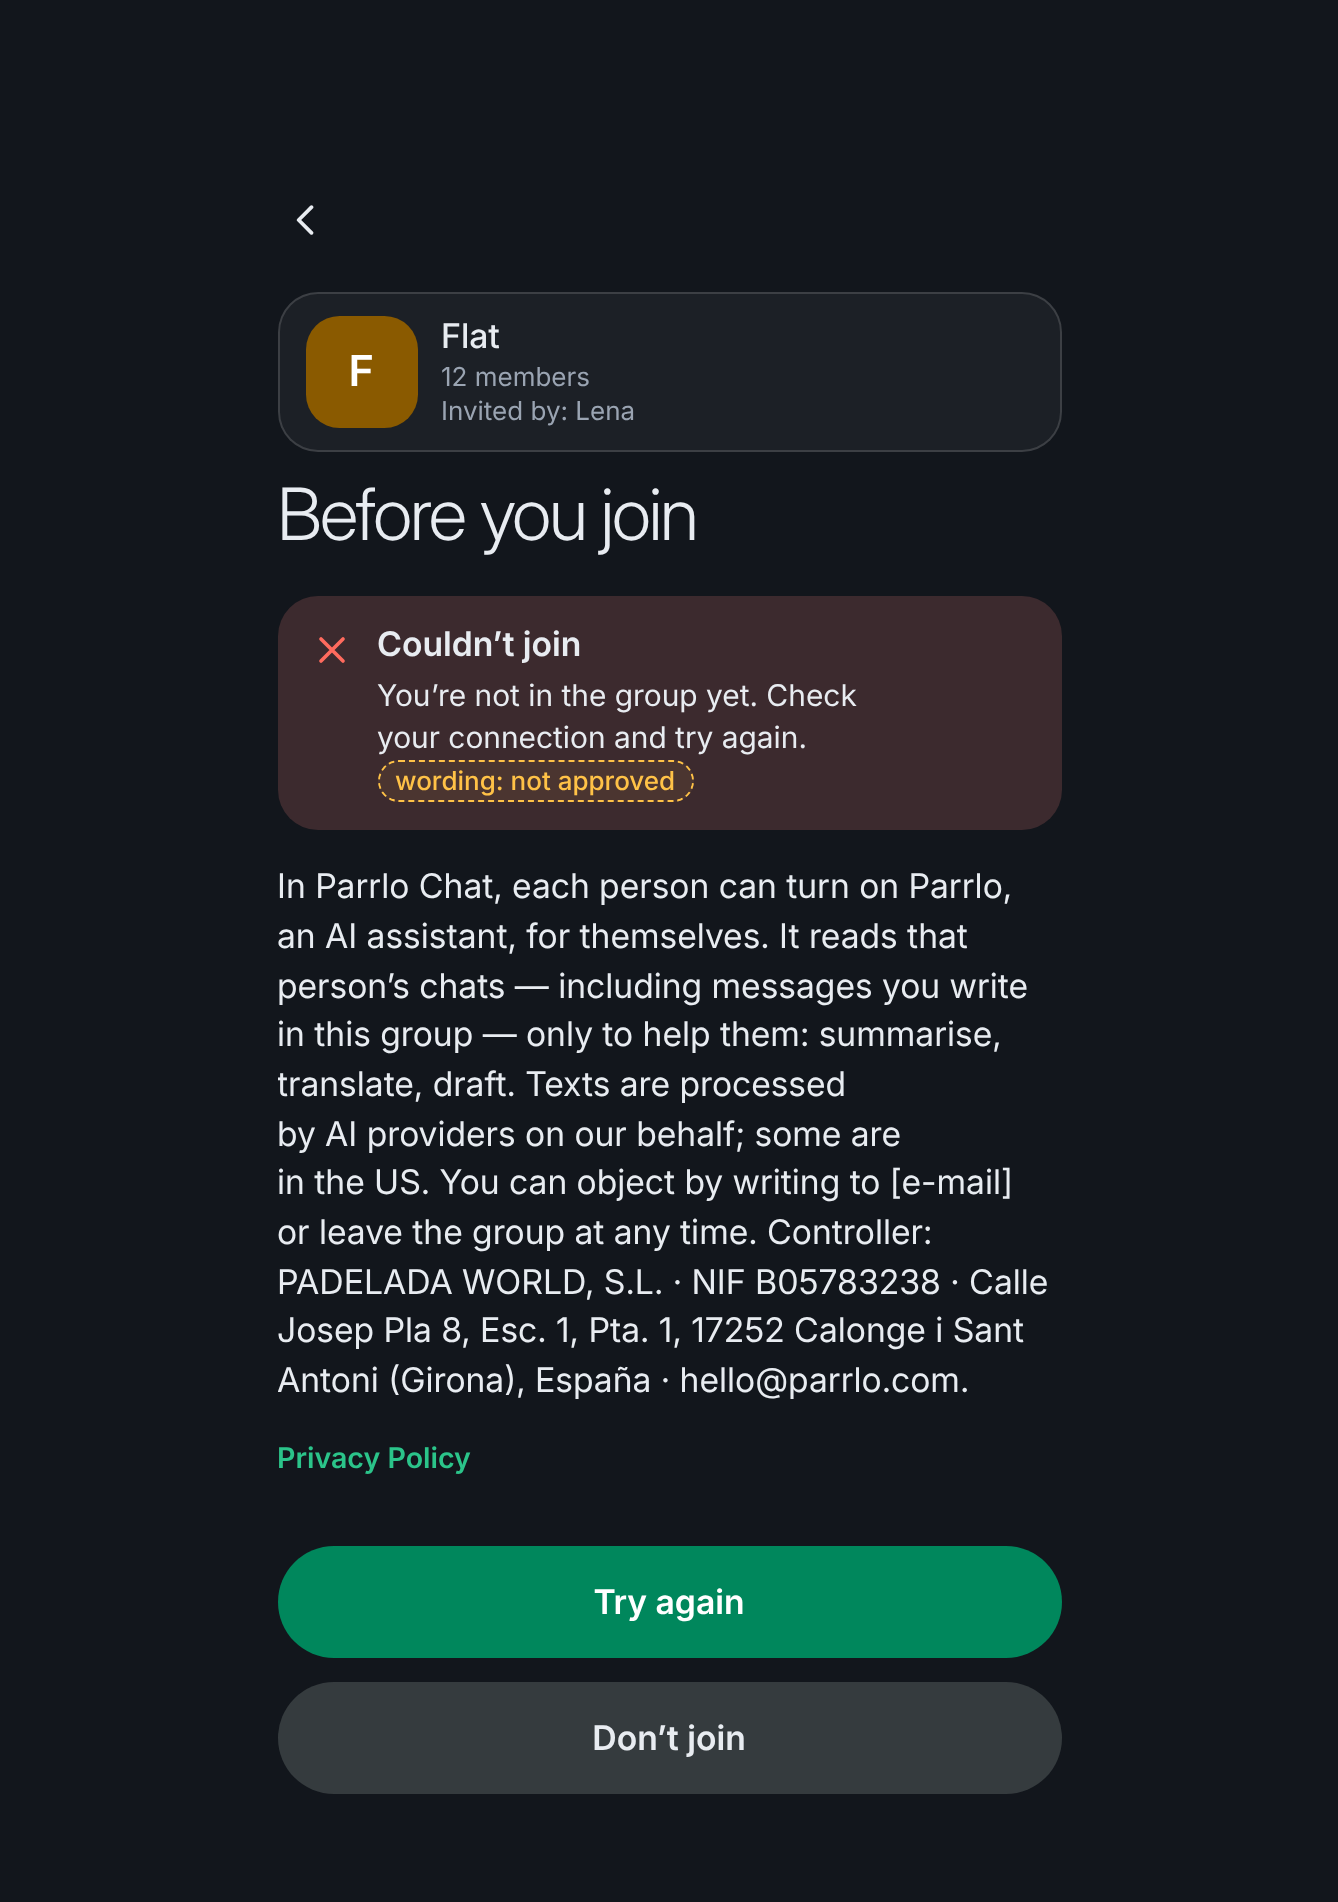 F
Flat
12 members
Invited by: Lena
Before you join
Couldn’t join
You’re not in the group yet. Check
your connection and try again.
wording: not approved
In Parrlo Chat, each person can turn on Parrlo,
an AI assistant, for themselves. It reads that
person’s chats — including messages you write
in this group — only to help them: summarise,
translate, draft. Texts are processed
by AI providers on our behalf; some are
in the US. You can object by writing to [e-mail]
or leave the group at any time. Controller:
PADELADA WORLD, S.L. · NIF B05783238 · Calle
Josep Pla 8, Esc. 1, Pta. 1, 17252 Calonge i Sant
Antoni (Girona), España · hello@parrlo.com.
Privacy Policy
Try again
Don’t join